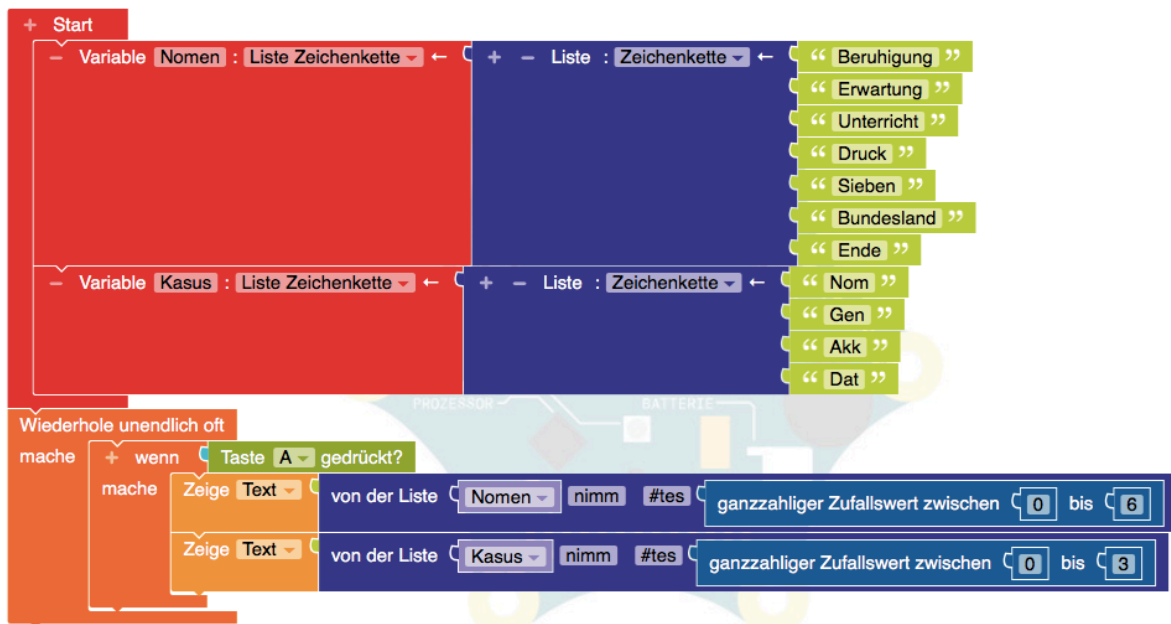 + Start
− Variable Nomen : Liste Zeichenkette ← + − Liste : Zeichenkette ← “ Beruhigung ”
“ Erwartung ”
“ Unterricht ”
“ Druck ”
“ Sieben ”
“ Bundesland ”
“ Ende ”
− Variable Kasus : Liste Zeichenkette ← + − Liste : Zeichenkette ← “ Nom ”
“ Gen ”
“ Akk ”
“ Dat ”
PROZESSOR BATTERIE
Wiederhole unendlich oft
mache + wenn Taste A gedrückt?
mache Zeige Text von der Liste Nomen nimm #tes ganzzahliger Zufallswert zwischen 0 bis 6
Zeige Text von der Liste Kasus nimm #tes ganzzahliger Zufallswert zwischen 0 bis 3